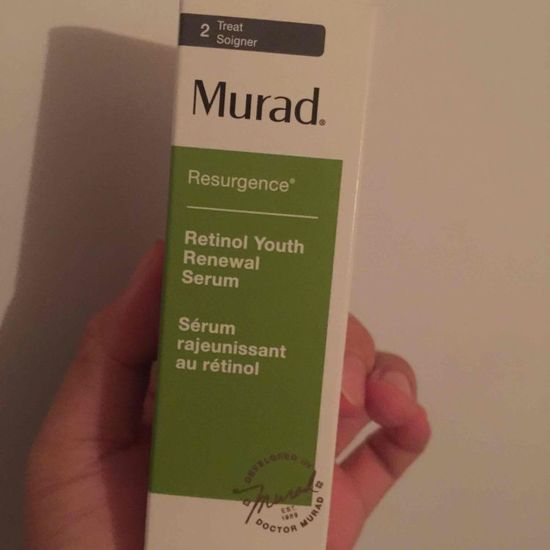 2 Treat
Soigner
Murad®
Resurgence®
Retinol Youth
Renewal
Serum
Sérum
rajeunissant
au rétinol
DEVELOPED BY
Murad
EST.
1989
DOCTOR MURAD